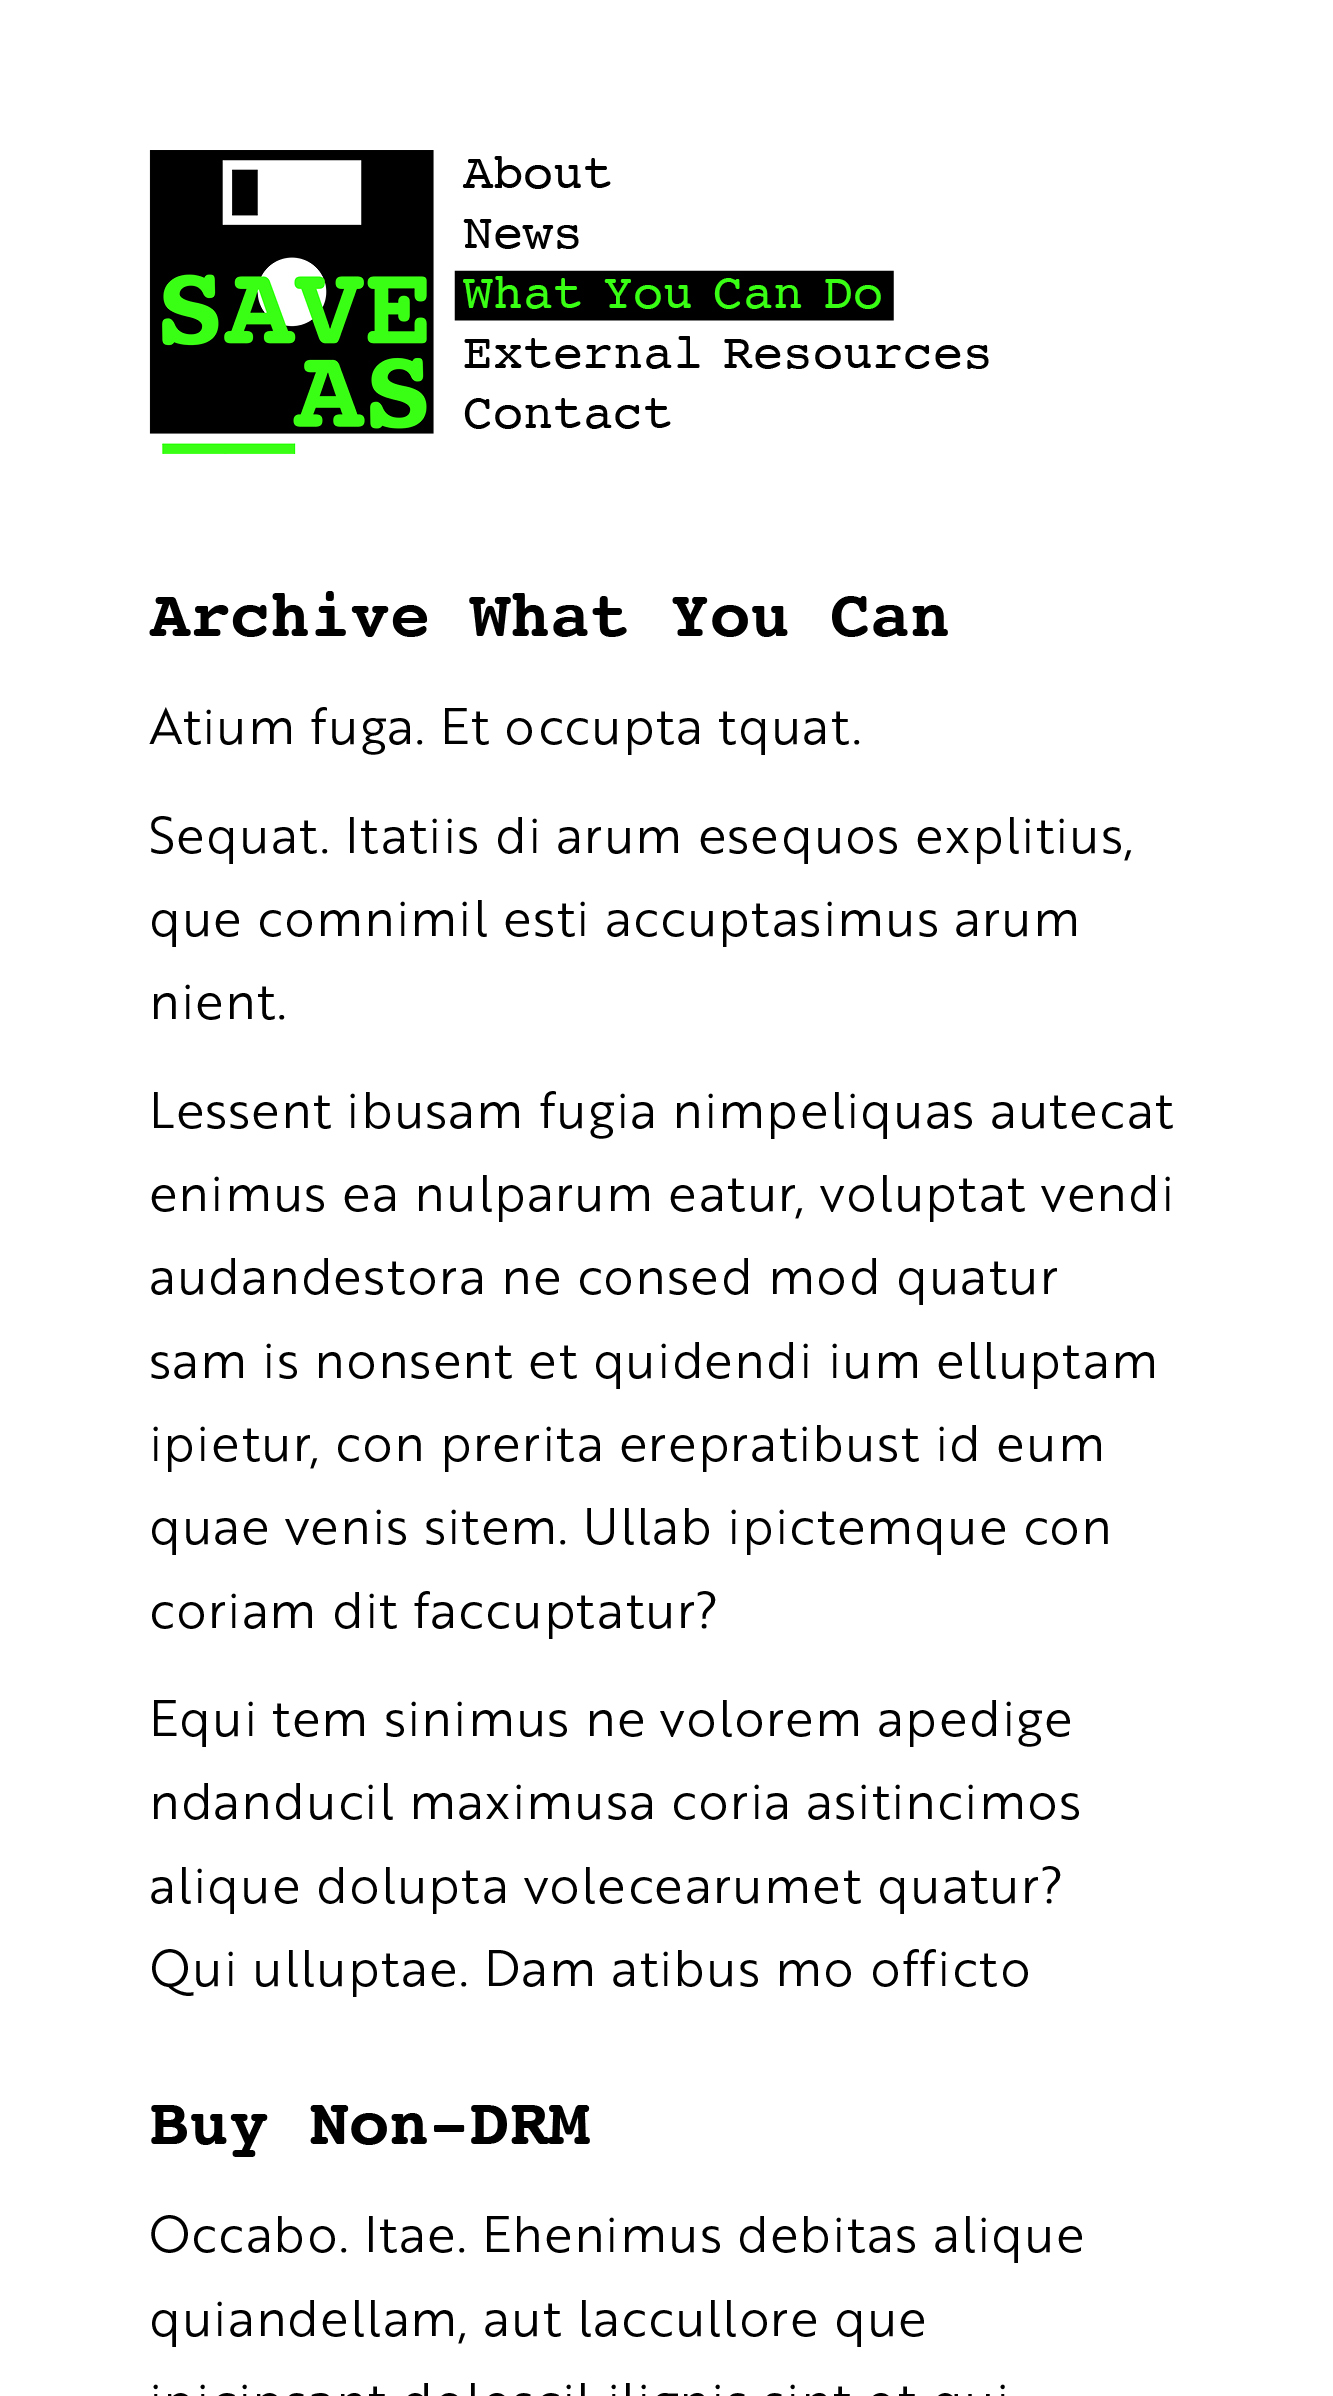 SAVE
AS
About
News
What You Can Do
External Resources
Contact
Archive What You Can
Atium fuga. Et occupta tquat.
Sequat. Itatiis di arum esequos explitius,
que comnimil esti accuptasimus arum
nient.
Lessent ibusam fugia nimpeliquas autecat
enimus ea nulparum eatur, voluptat vendi
audandestora ne consed mod quatur
sam is nonsent et quidendi ium elluptam
ipietur, con prerita erepratibust id eum
quae venis sitem. Ullab ipictemque con
coriam dit faccuptatur?
Equi tem sinimus ne volorem apedige
ndanducil maximusa coria asitincimos
alique dolupta volecearumet quatur?
Qui ulluptae. Dam atibus mo officto
Buy Non-DRM
Occabo. Itae. Ehenimus debitas alique
quiandellam, aut laccullore que